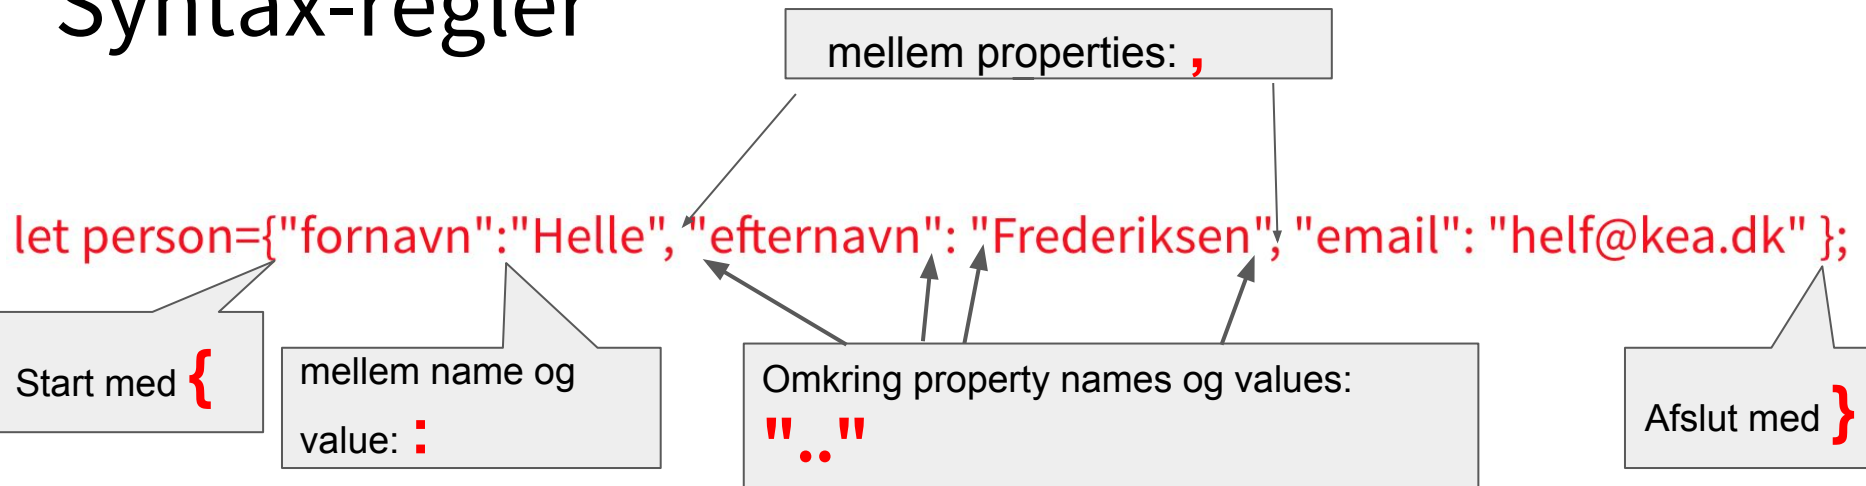 Syntax-regler
mellem properties: ,
let person={"fornavn":"Helle", "efternavn": "Frederiksen", "email": "helf@kea.dk" };
Start med {
mellem name og
value: :
Omkring property names og values:
".."
Afslut med }